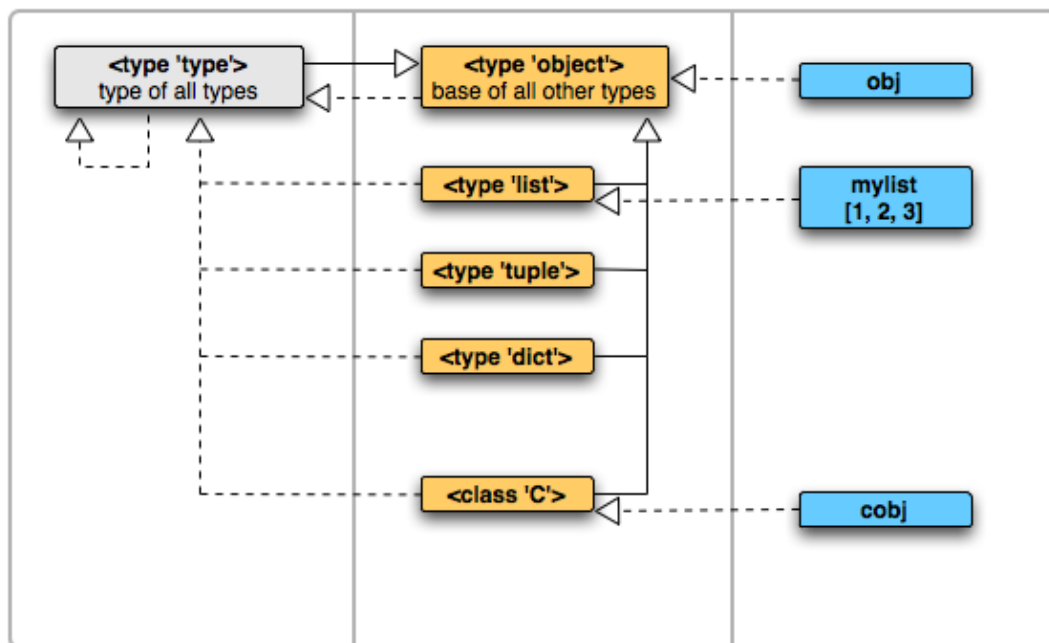 <type 'type'>
type of all types
<type 'object'>
base of all other types
obj
<type 'list'>
mylist
[1, 2, 3]
<type 'tuple'>
<type 'dict'>
<class 'C'>
cobj